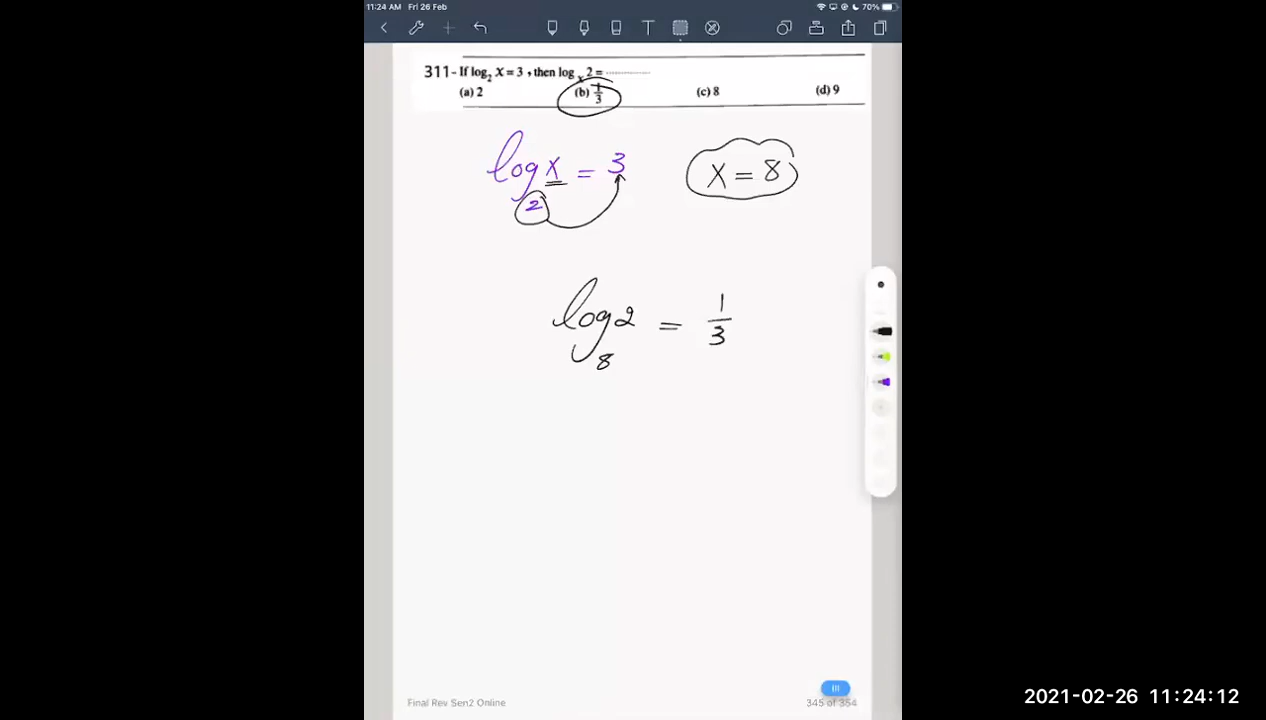 11:24 AM Fri 26 Feb 70%
311- If log₂ X = 3 , then logₓ 2 = ................
(a) 2 (b) 1/3 (c) 8 (d) 9
log₂ x = 3 X = 8
log₈ 2 = 1/3
Final Rev Sen2 Online 345 of 354
2021-02-26 11:24:12